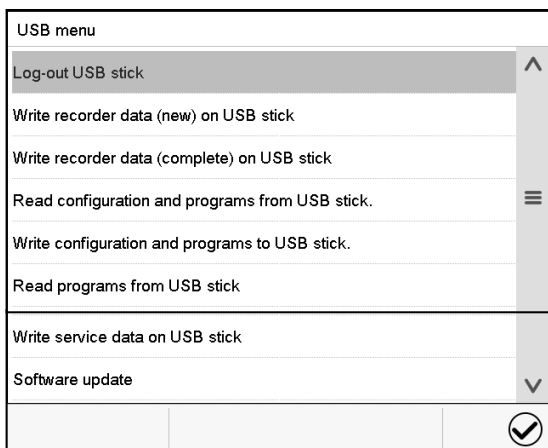 USB menu
Log-out USB stick
Write recorder data (new) on USB stick
Write recorder data (complete) on USB stick
Read configuration and programs from USB stick.
Write configuration and programs to USB stick.
Read programs from USB stick
Write service data on USB stick
Software update